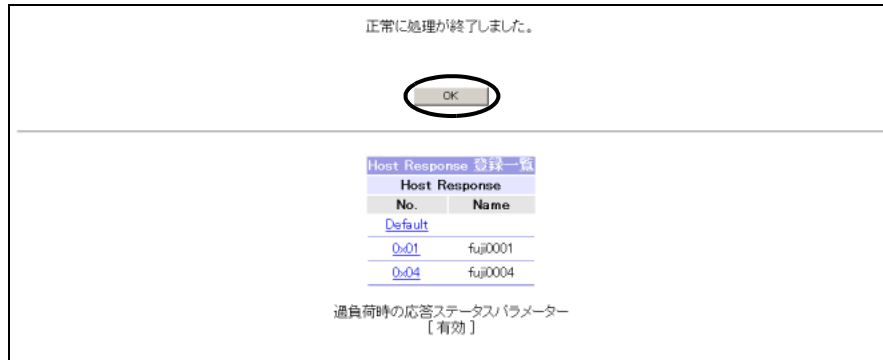 正常に処理が終了しました。
OK
Host Response 登録一覧
Host Response
No. Name
Default
0x01 fuji0001
0x04 fuji0004
過負荷時の応答ステータスパラメーター
[ 有効 ]